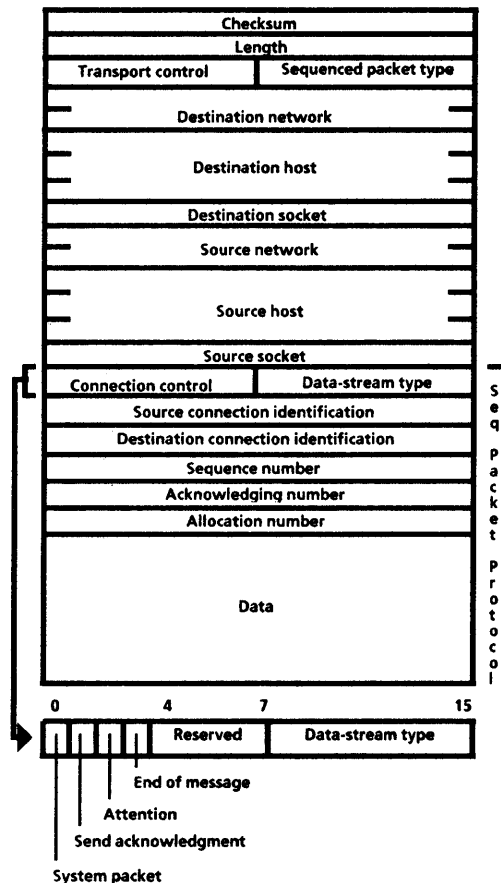 Checksum
Length
Transport control Sequenced packet type
Destination network
Destination host
Destination socket
Source network
Source host
Source socket
Connection control Data-stream type
Source connection identification
Destination connection identification
Sequence number
Acknowledging number
Allocation number
Data
Seq Packet Protocol
0 4 7 15
Reserved Data-stream type
End of message
Attention
Send acknowledgment
System packet